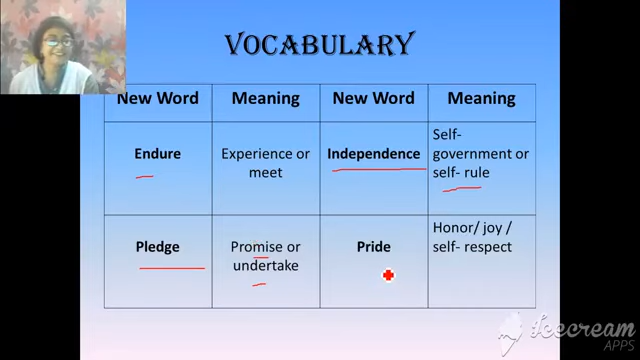 VOCABULARY
New Word Meaning New Word Meaning
Endure Experience or meet Independence Self-government or self- rule
Pledge Promise or undertake Pride Honor/ joy / self- respect
Icecream
APPS